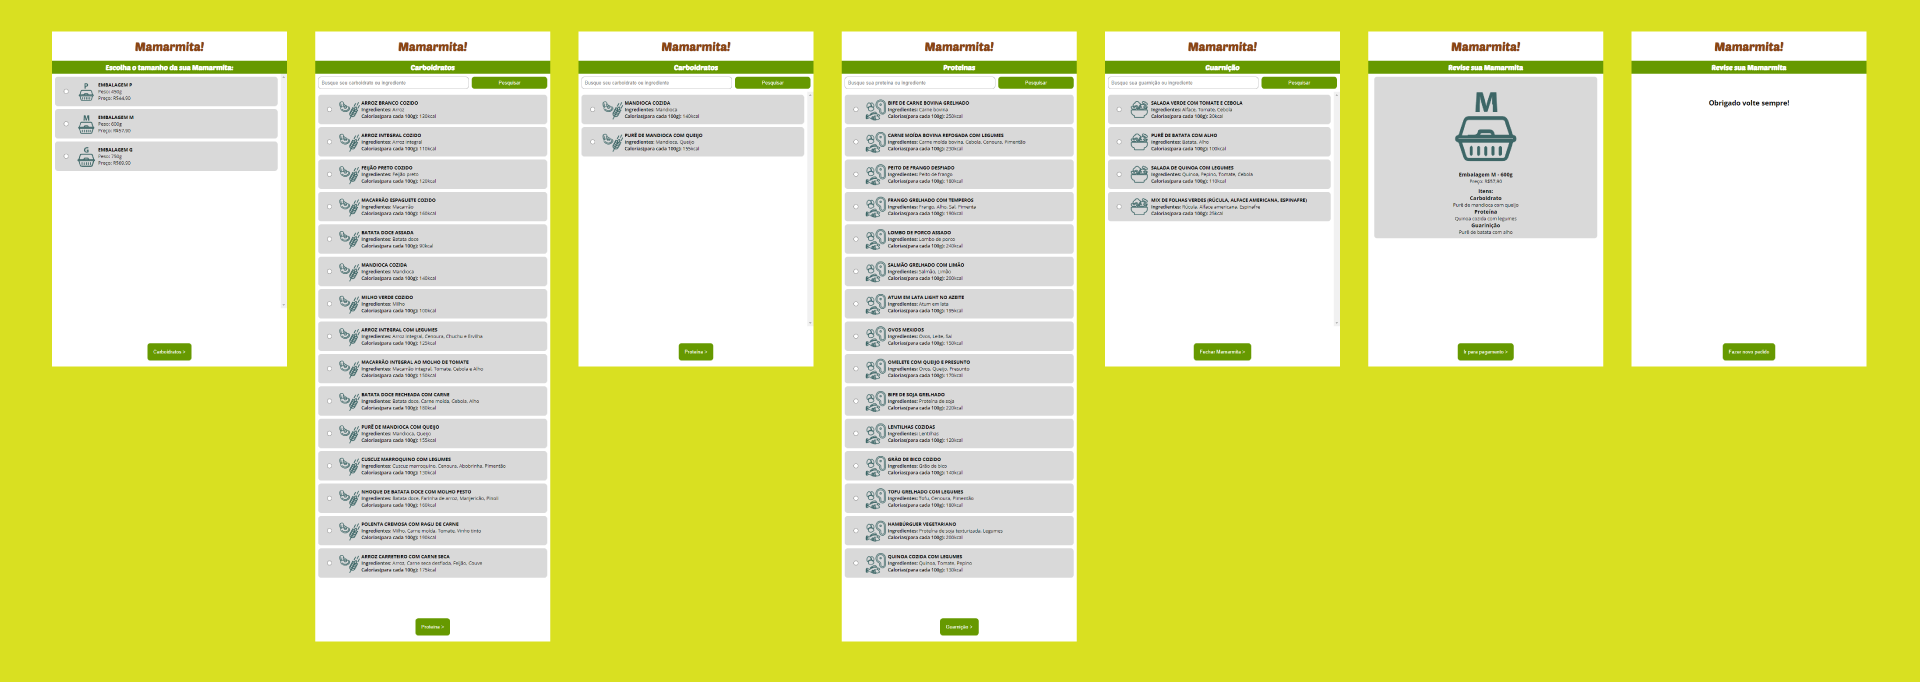 Mamarmita!
Escolha o tamanho da sua Mamarmita:
P
EMBALAGEM P
Peso: 450g
M
EMBALAGEM M
Peso: 600g
Preço: R$57,90
G
EMBALAGEM G
Peso: 750g
Preço: R$69,90
Carboidratos >
Mamarmita!
Carboidratos
Busque seu carboidrato ou ingrediente
Pesquisar
ARROZ BRANCO COZIDO
Ingredientes: Arroz
Calorias(para cada 100g): 130kcal
ARROZ INTEGRAL COZIDO
Ingredientes: Arroz integral
Calorias(para cada 100g): 110kcal
FEIJÃO PRETO COZIDO
Ingredientes: Feijão preto
Calorias(para cada 100g): 120kcal
MACARRÃO ESPAGUETE COZIDO
Ingredientes: Macarrão
Calorias(para cada 100g): 160kcal
BATATA DOCE ASSADA
Ingredientes: Batata doce
Calorias(para cada 100g): 90kcal
MANDIOCA COZIDA
Ingredientes: Mandioca
Calorias(para cada 100g): 140kcal
MILHO VERDE COZIDO
Ingredientes: Milho
Calorias(para cada 100g): 100kcal
ARROZ INTEGRAL COM LEGUMES
Ingredientes: Arroz integral, Cenoura, Chuchu e Ervilha
Calorias(para cada 100g): 125kcal
MACARRÃO INTEGRAL AO MOLHO DE TOMATE
Ingredientes: Macarrão integral, Tomate, Cebola e Alho
Calorias(para cada 100g): 150kcal
BATATA DOCE RECHEADA COM CARNE
Ingredientes: Batata doce, Carne moída, Cebola, Alho
Calorias(para cada 100g): 180kcal
PURÊ DE MANDIOCA COM QUEIJO
Ingredientes: Mandioca, Queijo
Calorias(para cada 100g): 155kcal
CUSCUZ MARROQUINO COM LEGUMES
Ingredientes: Cuscuz marroquino, Cenoura, Abobrinha, Pimentão
Calorias(para cada 100g): 130kcal
NHOQUE DE BATATA DOCE COM MOLHO PESTO
Ingredientes: Batata doce, Farinha de arroz, Manjericão, Pinoli
Calorias(para cada 100g): 160kcal
POLENTA CREMOSA COM RAGU DE CARNE
Ingredientes: Milho, Carne moída, Tomate, Vinho tinto
Calorias(para cada 100g): 190kcal
ARROZ CARRETEIRO COM CARNE SECA
Ingredientes: Arroz, Carne seca desfiada, Feijão, Couve
Calorias(para cada 100g): 175kcal
Proteína >
Mamarmita!
Carboidratos
Busque seu carboidrato ou ingrediente
Pesquisar
MANDIOCA COZIDA
Ingredientes: Mandioca
Calorias(para cada 100g): 140kcal
PURÊ DE MANDIOCA COM QUEIJO
Ingredientes: Mandioca, Queijo
Calorias(para cada 100g): 155kcal
Proteína >
Mamarmita!
Proteínas
Busque sua proteína ou ingrediente
Pesquisar
BIFE DE CARNE BOVINA GRELHADO
Ingredientes: Carne bovina
Calorias(para cada 100g): 250kcal
CARNE MOÍDA BOVINA REFOGADA COM LEGUMES
Ingredientes: Carne moída bovina, Cebola, Cenoura, Pimentão
Calorias(para cada 100g): 230kcal
PEITO DE FRANGO DESFIADO
Ingredientes: Peito de frango
Calorias(para cada 100g): 180kcal
FRANGO GRELHADO COM TEMPEROS
Ingredientes: Frango, Alho, Sal, Pimenta
Calorias(para cada 100g): 190kcal
LOMBO DE PORCO ASSADO
Ingredientes: Lombo de porco
Calorias(para cada 100g): 240kcal
SALMÃO GRELHADO COM LIMÃO
Ingredientes: Salmão, Limão
Calorias(para cada 100g): 200kcal
ATUM EM LATA LIGHT NO AZEITE
Ingredientes: Atum em lata
Calorias(para cada 100g): 195kcal
OVOS MEXIDOS
Ingredientes: Ovos, Leite, Sal
Calorias(para cada 100g): 150kcal
OMELETE COM QUEIJO E PRESUNTO
Ingredientes: Ovos, Queijo, Presunto
Calorias(para cada 100g): 170kcal
BIFE DE SOJA GRELHADO
Ingredientes: Proteína de soja
Calorias(para cada 100g): 220kcal
LENTILHAS COZIDAS
Ingredientes: Lentilhas
Calorias(para cada 100g): 120kcal
GRÃO DE BICO COZIDO
Ingredientes: Grão de bico
Calorias(para cada 100g): 140kcal
TOFU GRELHADO COM LEGUMES
Ingredientes: Tofu, Cenoura, Pimentão
Calorias(para cada 100g): 180kcal
HAMBÚRGUER VEGETARIANO
Ingredientes: Proteína de soja texturizada, Legumes
Calorias(para cada 100g): 200kcal
QUINOA COZIDA COM LEGUMES
Ingredientes: Quinoa, Tomate, Pepino
Calorias(para cada 100g): 130kcal
Guarnição >
Mamarmita!
Guarnição
Busque sua guarnição ou ingrediente
Pesquisar
SALADA VERDE COM TOMATE E CEBOLA
Ingredientes: Alface, Tomate, Cebola
Calorias(para cada 100g): 30kcal
PURÊ DE BATATA COM ALHO
Ingredientes: Batata, Alho
Calorias(para cada 100g): 100kcal
SALADA DE QUINOA COM LEGUMES
Ingredientes: Quinoa, Pepino, Tomate, Cebola
Calorias(para cada 100g): 110kcal
MIX DE FOLHAS VERDES (RÚCULA, ALFACE AMERICANA, ESPINAFRE)
Ingredientes: Rúcula, Alface americana, Espinafre
Calorias(para cada 100g): 25kcal
Fechar Mamarmita >
Mamarmita!
Revise sua Mamarmita
M
Embalagem M - 600g
Preço: R$57,90
Itens:
Carboidrato
Purê de mandioca com queijo
Proteína
Quinoa cozida com legumes
Guarinição
Purê de batata com alho
Ir para pagamento >
Mamarmita!
Revise sua Mamarmita
Obrigado volte sempre!
Fazer novo pedido